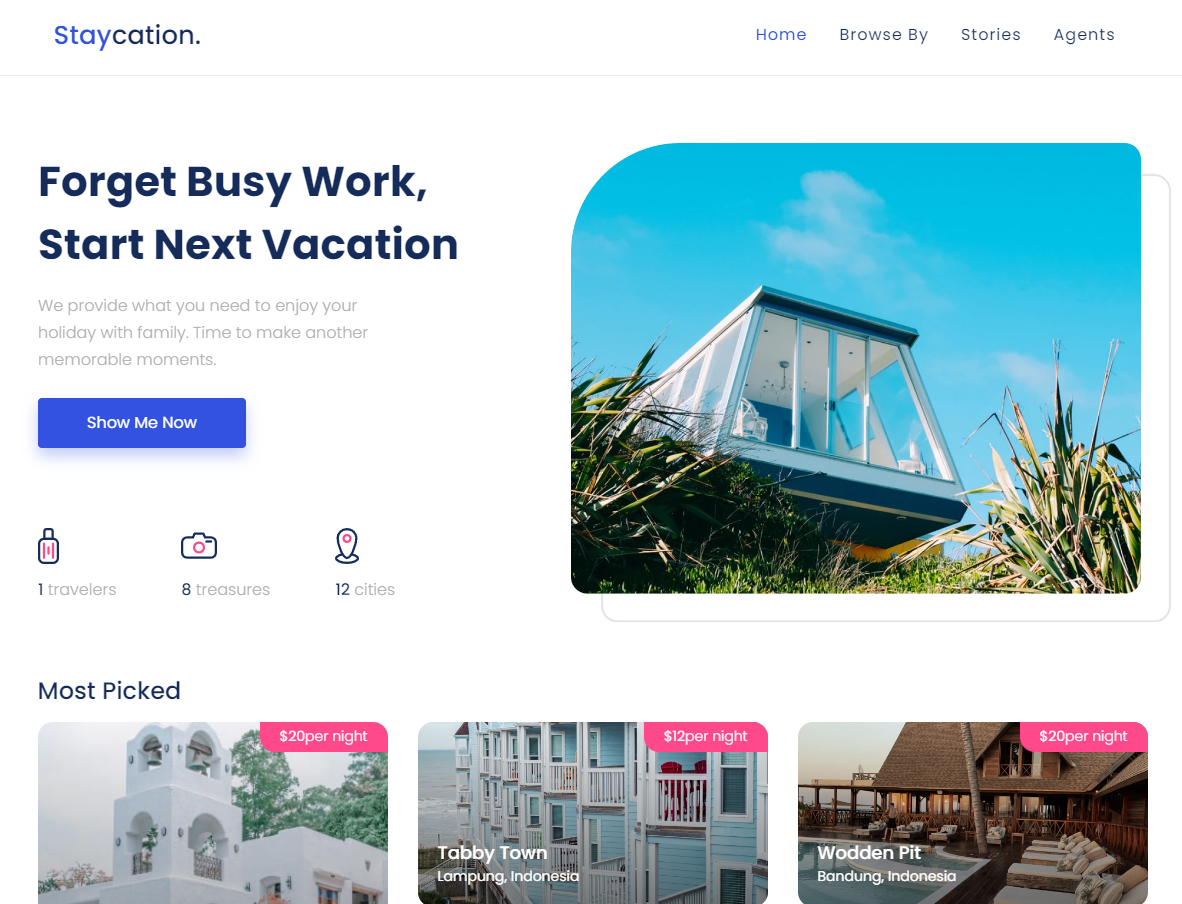 Staycation.
Home Browse By Stories Agents
Forget Busy Work,
Start Next Vacation
We provide what you need to enjoy your
holiday with family. Time to make another
memorable moments.
Show Me Now
1 travelers
8 treasures
12 cities
Most Picked
$20per night
$12per night
Tabby Town
Lampung, Indonesia
$20per night
Wodden Pit
Bandung, Indonesia